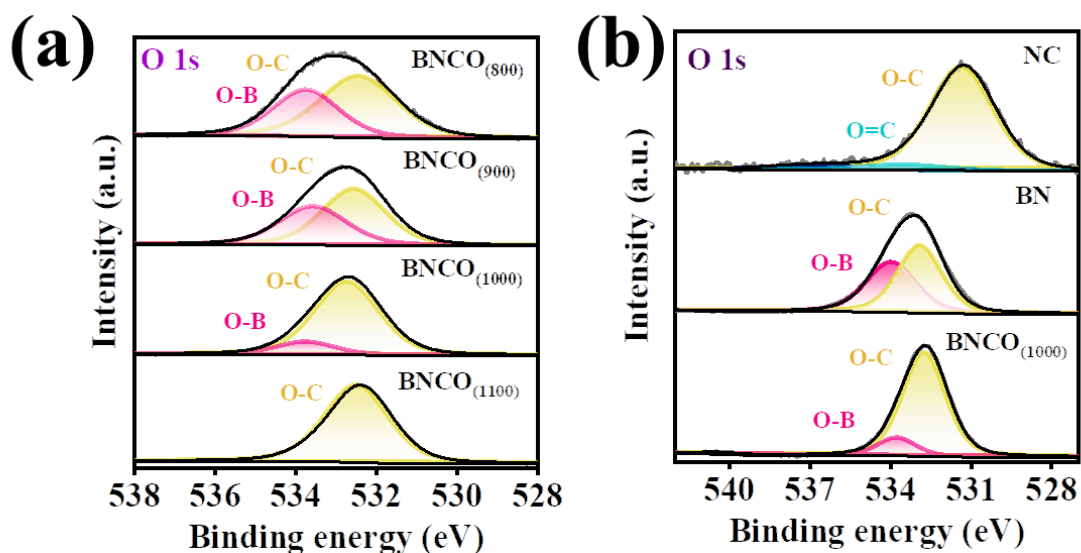 (a)
O 1s
O-C
O-B
BNCO(800)
O-C
O-B
BNCO(900)
O-C
O-B
BNCO(1000)
O-C
BNCO(1100)
Intensity (a.u.)
538 536 534 532 530 528
Binding energy (eV)
(b)
O 1s
NC
O-C
O=C
BN
O-C
O-B
BNCO(1000)
O-C
O-B
Intensity (a.u.)
540 537 534 531 528
Binding energy (eV)